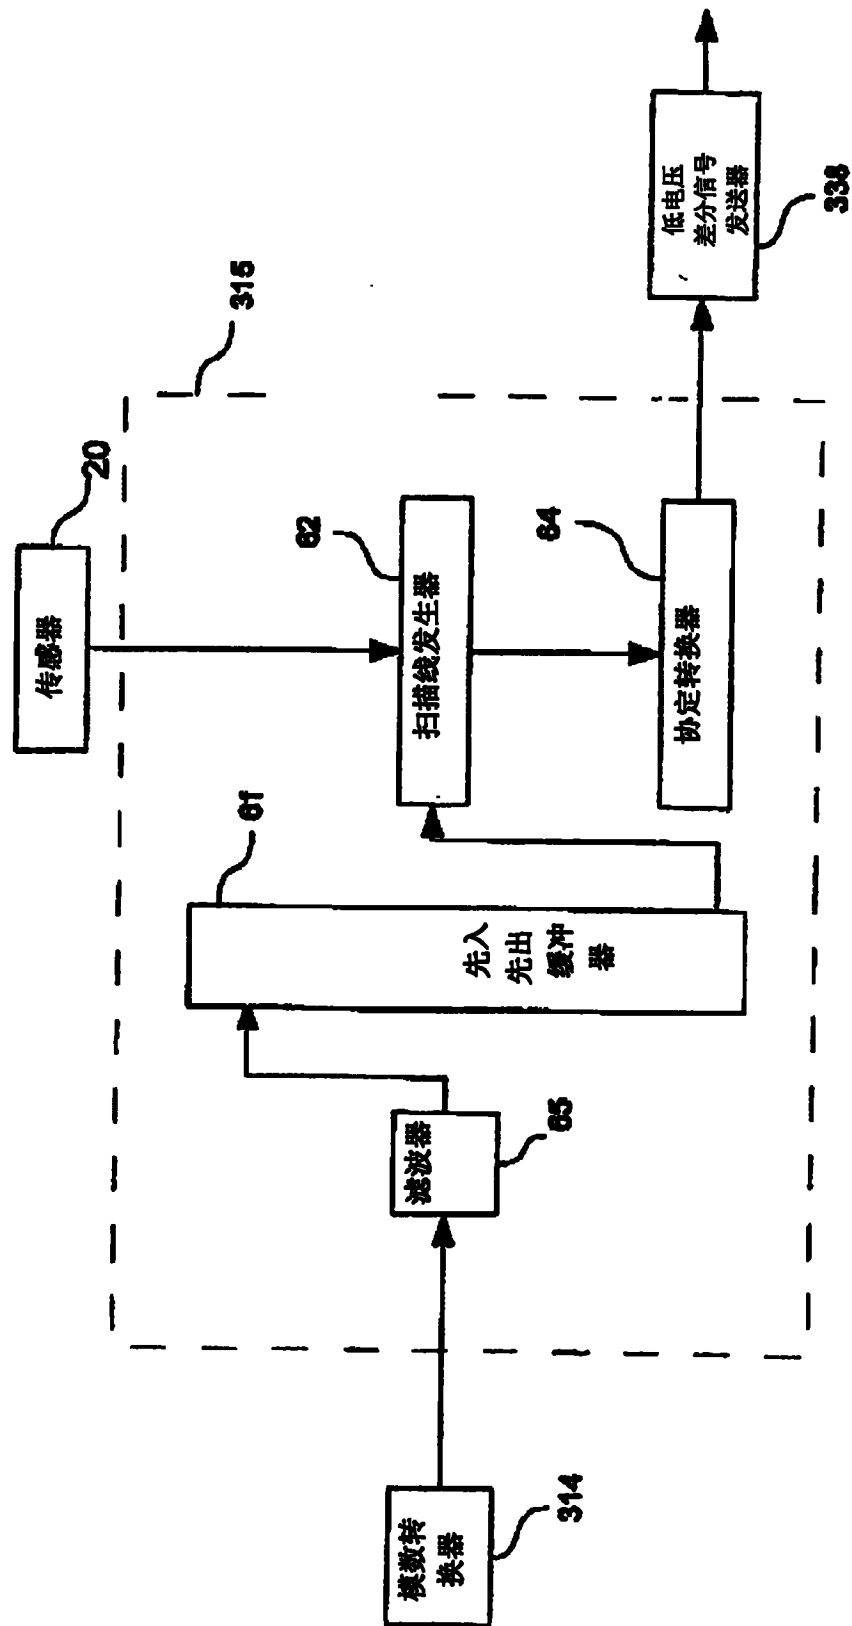 传感器
20
315
61
62
扫描线发生器
模数转
换器
314
滤波器
65
先入
先出
缓冲
器
64
协定转换器
低电压
差分信号
发送器
338